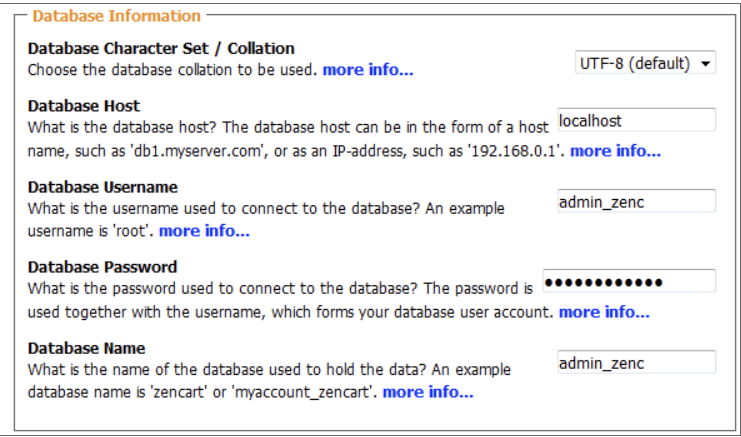 Database Information
Database Character Set / Collation
Choose the database collation to be used. more info...
UTF-8 (default)
Database Host
What is the database host? The database host can be in the form of a host
localhost
name, such as 'db1.myserver.com', or as an IP-address, such as '192.168.0.1'. more info...
Database Username
What is the username used to connect to the database? An example
admin_zenc
username is 'root'. more info...
Database Password
What is the password used to connect to the database? The password is
••••••••••••
used together with the username, which forms your database user account. more info...
Database Name
What is the name of the database used to hold the data? An example
admin_zenc
database name is 'zencart' or 'myaccount_zencart'. more info...